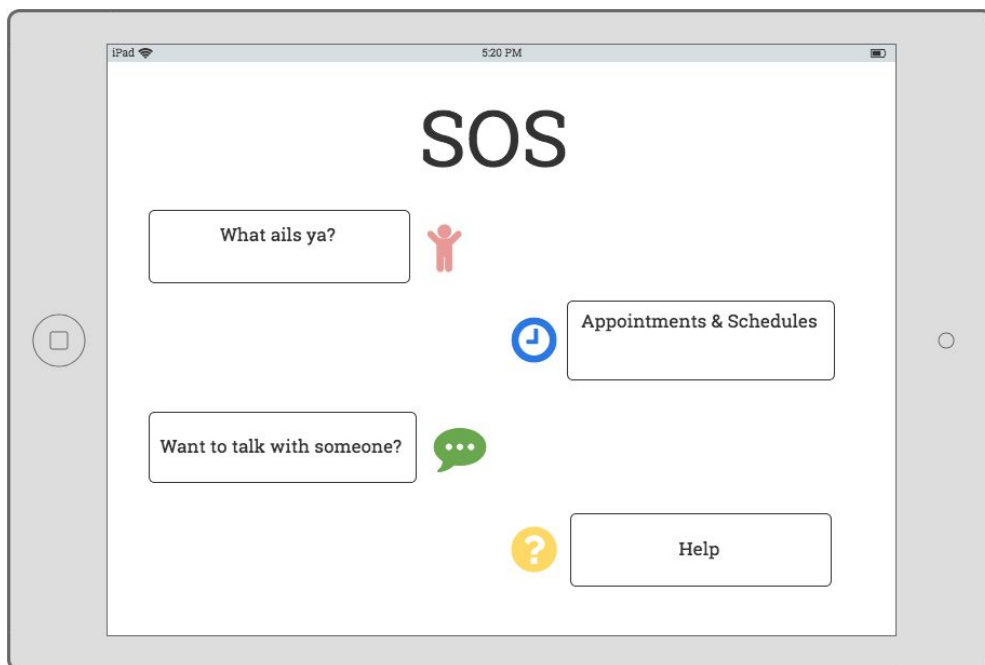 iPad
5:20 PM
SOS
What ails ya?
Appointments & Schedules
Want to talk with someone?
?
Help